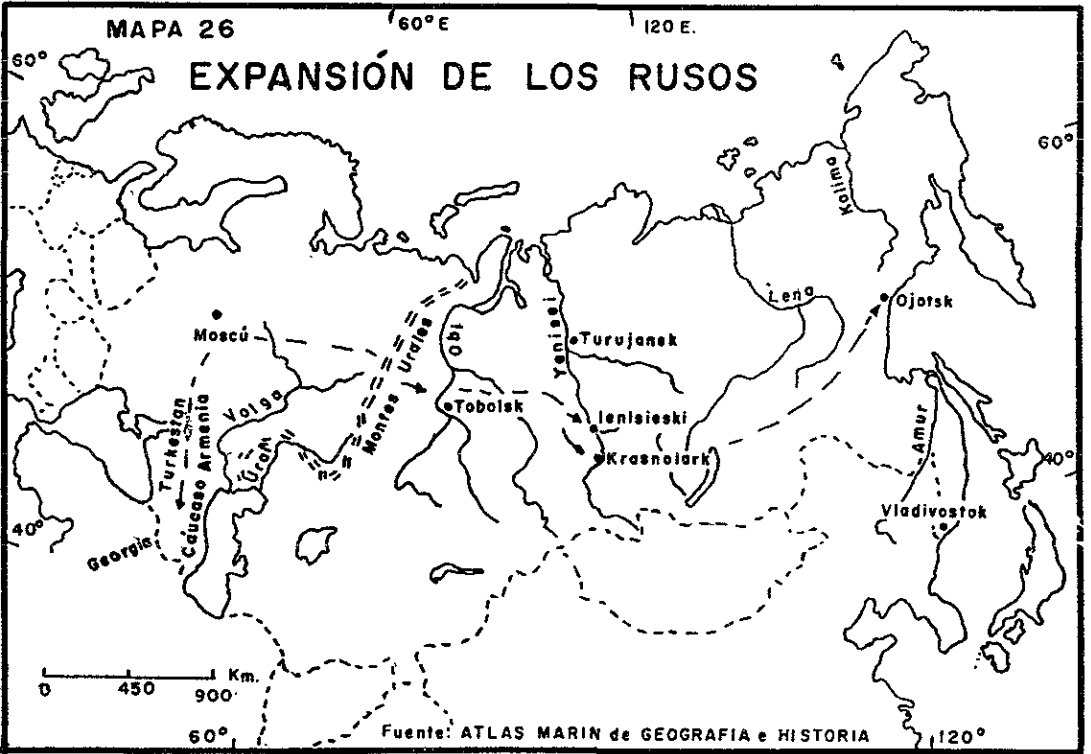 MAPA 26
60°E
120 E.
60°
EXPANSIÓN DE LOS RUSOS
60°
Kolima
Lena
Ojotsk
Moscú
Obi
Yenisei
Turujansk
Montes Urales
Volga
Tobolsk
Ienisieski
Krasnoiark
Turkestan
Caucaso Armenia
Ural
Amur
40°
Vladivostok
40°
Georgia
0 450 900 Km.
60°
Fuente: ATLAS MARIN de GEOGRAFIA e HISTORIA
120°